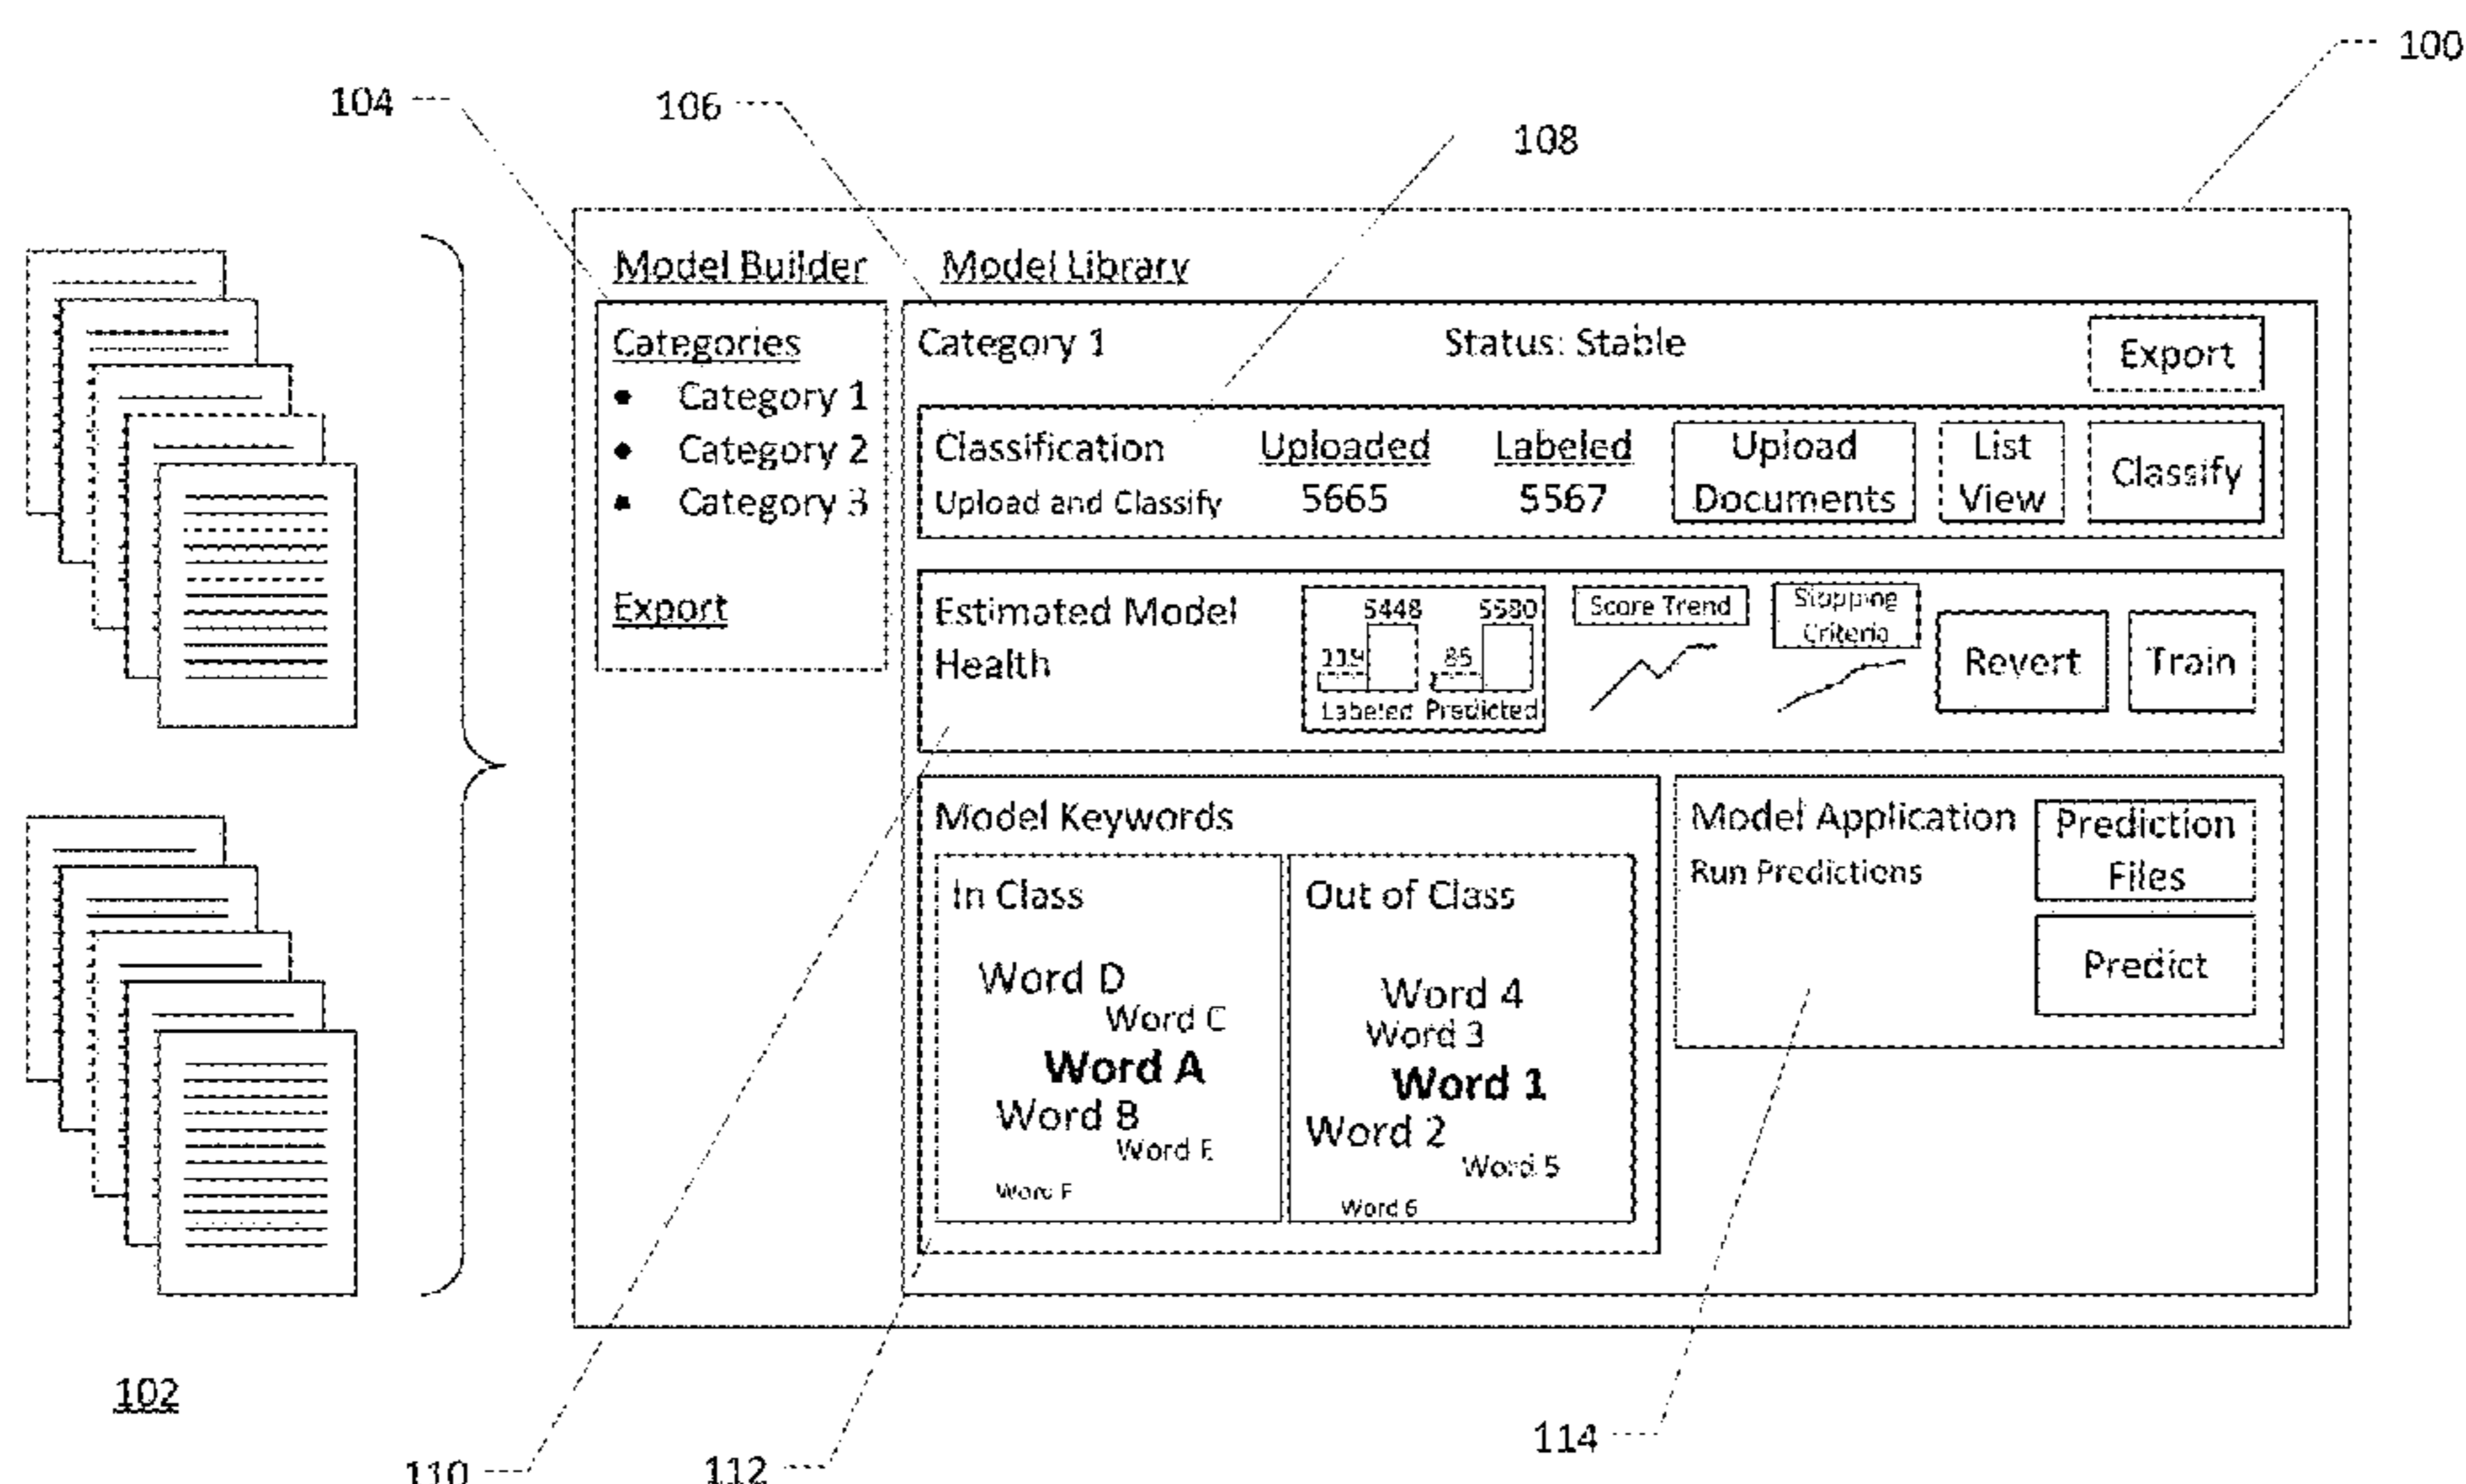 100
104
106
108
Model Builder
Model Library
Categories
• Category 1
• Category 2
• Category 3
Export
Category 1
Status: Stable
Export
Classification
Upload and Classify
Uploaded
5665
Labeled
5567
Upload
Documents
List
View
Classify
Estimated Model
Health
5448
5580
119
85
Labeled
Predicted
Score Trend
Stopping
Criteria
Revert
Train
Model Keywords
In Class
Word D
Word C
Word A
Word B
Word E
Word F
Out of Class
Word 4
Word 3
Word 1
Word 2
Word 5
Word 6
Model Application
Run Predictions
Prediction
Files
Predict
102
110
112
114